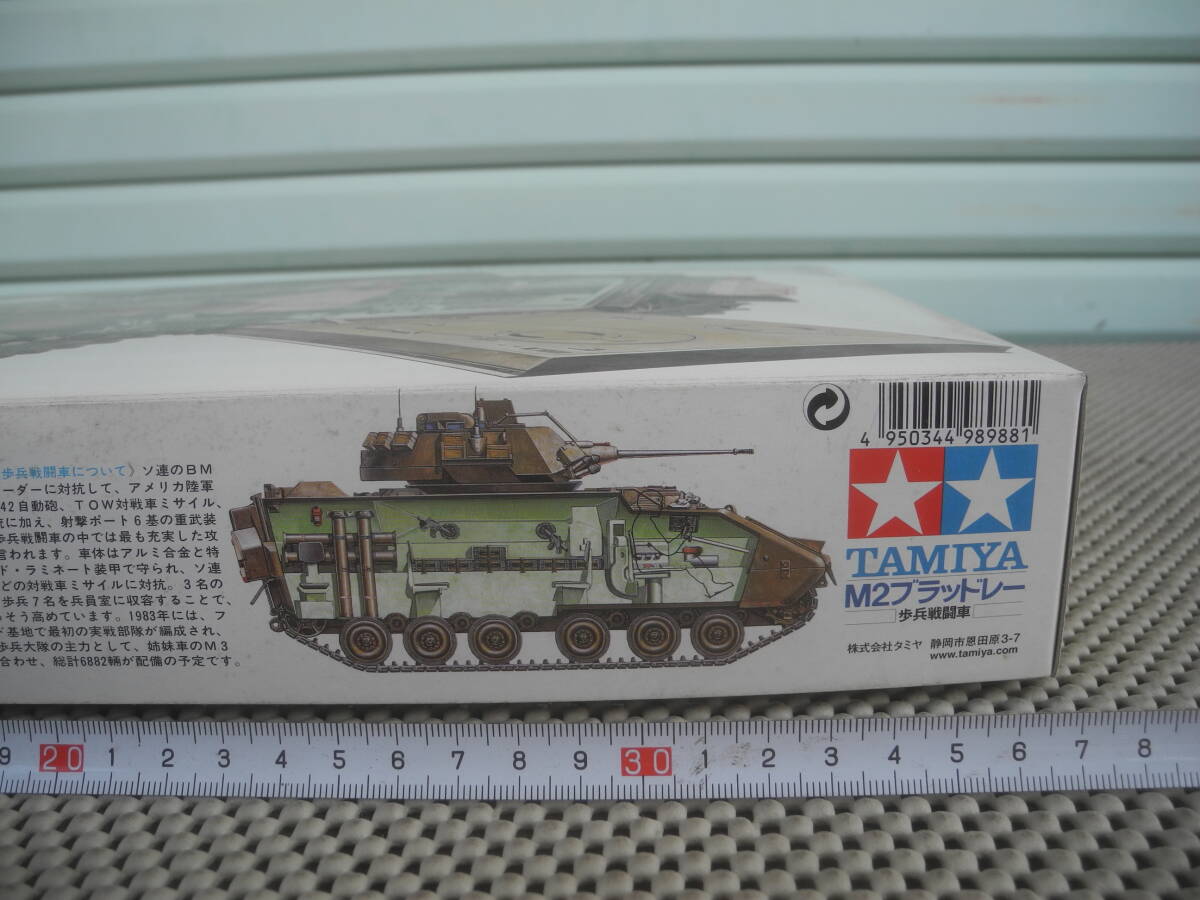 歩兵戦闘車について》ソ連のBM
ーダーに対抗して、アメリカ陸軍
42自動砲、TOW対戦車ミサイル、
に加え、射撃ポート6基の重武装
歩兵戦闘車の中では最も充実した攻
言われます。車体はアルミ合金と特
ド・ラミネート装甲で守られ、ソ連
どの対戦車ミサイルに対抗。3名の
歩兵7名を兵員室に収容することで、
っそう高めています。1983年には、フ
ド基地で最初の実戦部隊が編成され、
歩兵大隊の主力として、姉妹車のM3
合わせ、総計6882輛が配備の予定です。
4 950344 989881
TAMIYA
M2ブラッドレー
歩兵戦闘車
株式会社タミヤ 静岡市恩田原3-7
www.tamiya.com
9 20 1 2 3 4 5 6 7 8 9 30 1 2 3 4 5 6 7 8